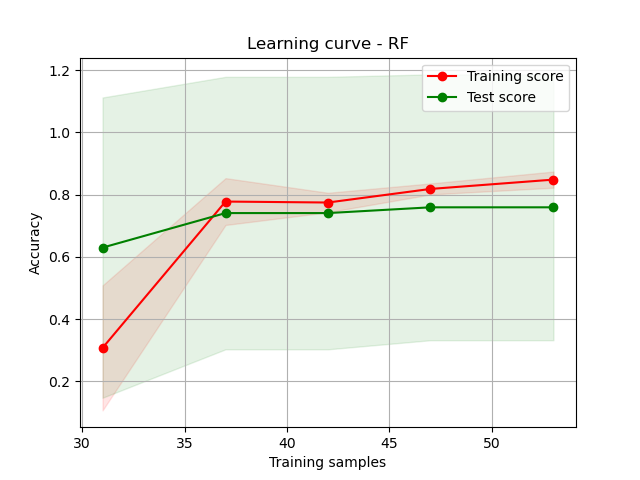 Learning curve - RF
Training score
Test score
1.2
1.0
0.8
0.6
0.4
0.2
Accuracy
30 35 40 45 50
Training samples